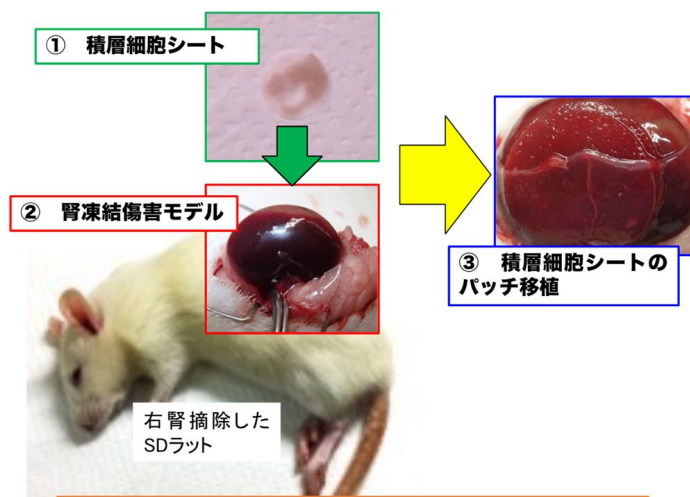 ① 積層細胞シート
② 腎凍結傷害モデル
③ 積層細胞シートの
パッチ移植
右腎摘除した
SDラット